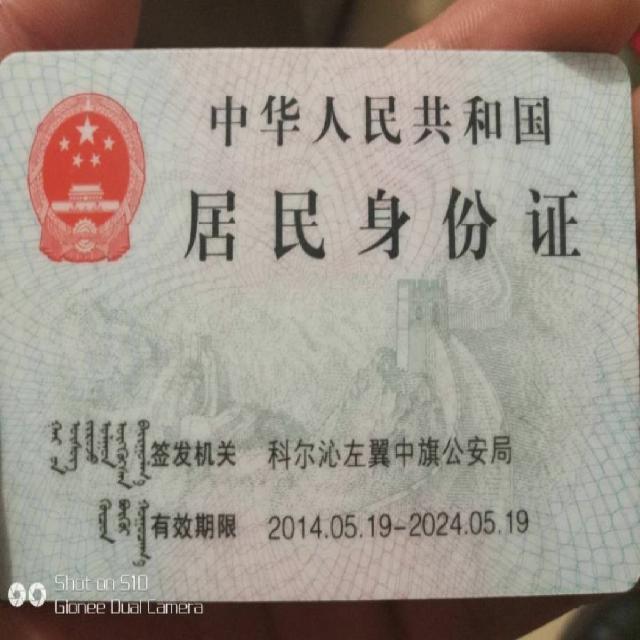 中华人民共和国
居民身份证
签发机关 科尔沁左翼中旗公安局
有效期限 2014.05.19-2024.05.19
Shot on S10
Gionee Dual Camera